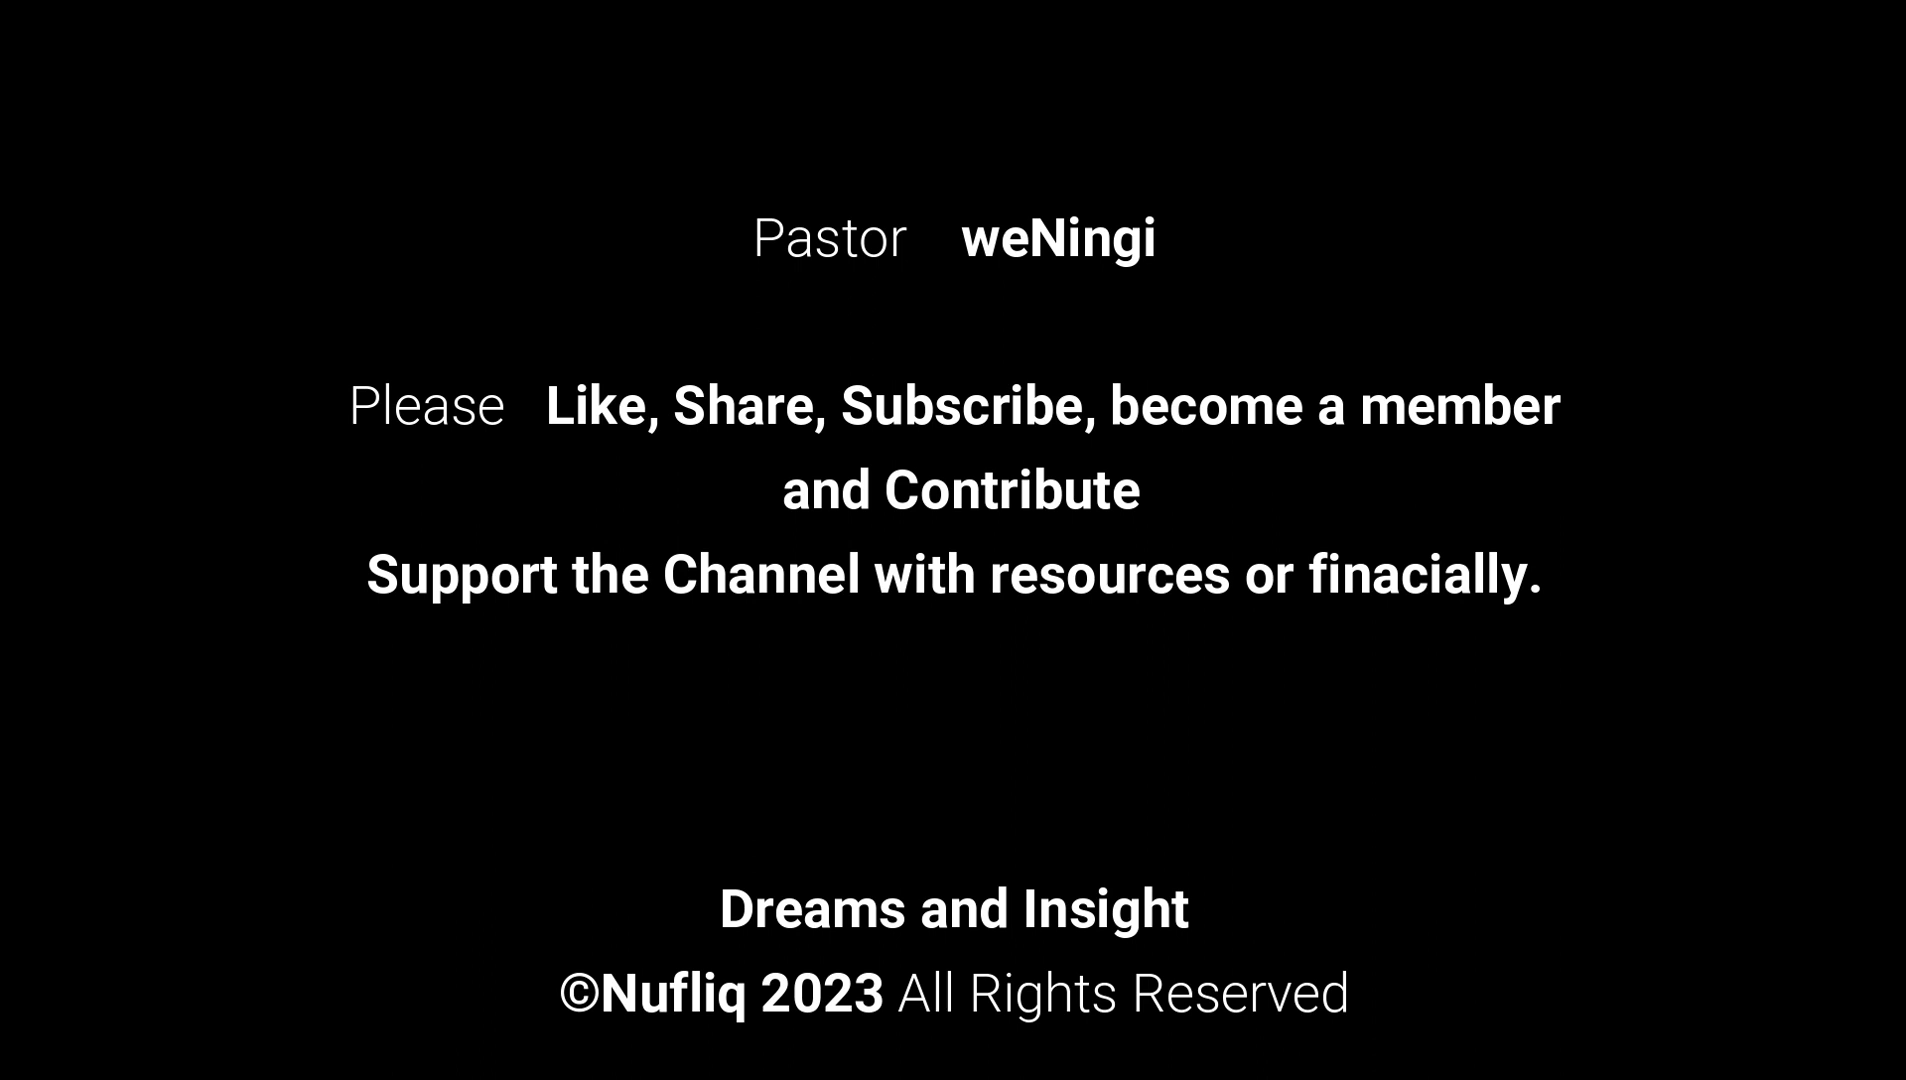 Pastor weNingi
Please Like, Share, Subscribe, become a member
and Contribute
Support the Channel with resources or finacially.
Dreams and Insight
©Nufliq 2023 All Rights Reserved